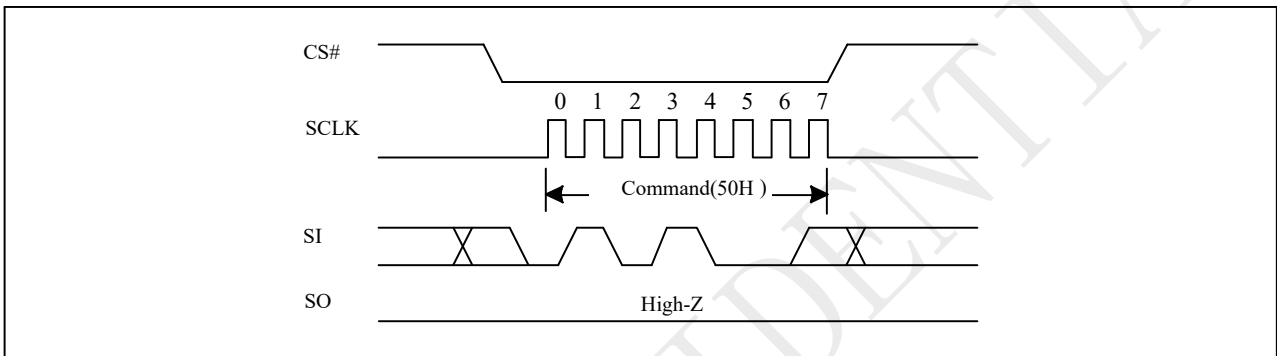 CS#
0 1 2 3 4 5 6 7
SCLK
Command(50H )
SI
SO High-Z